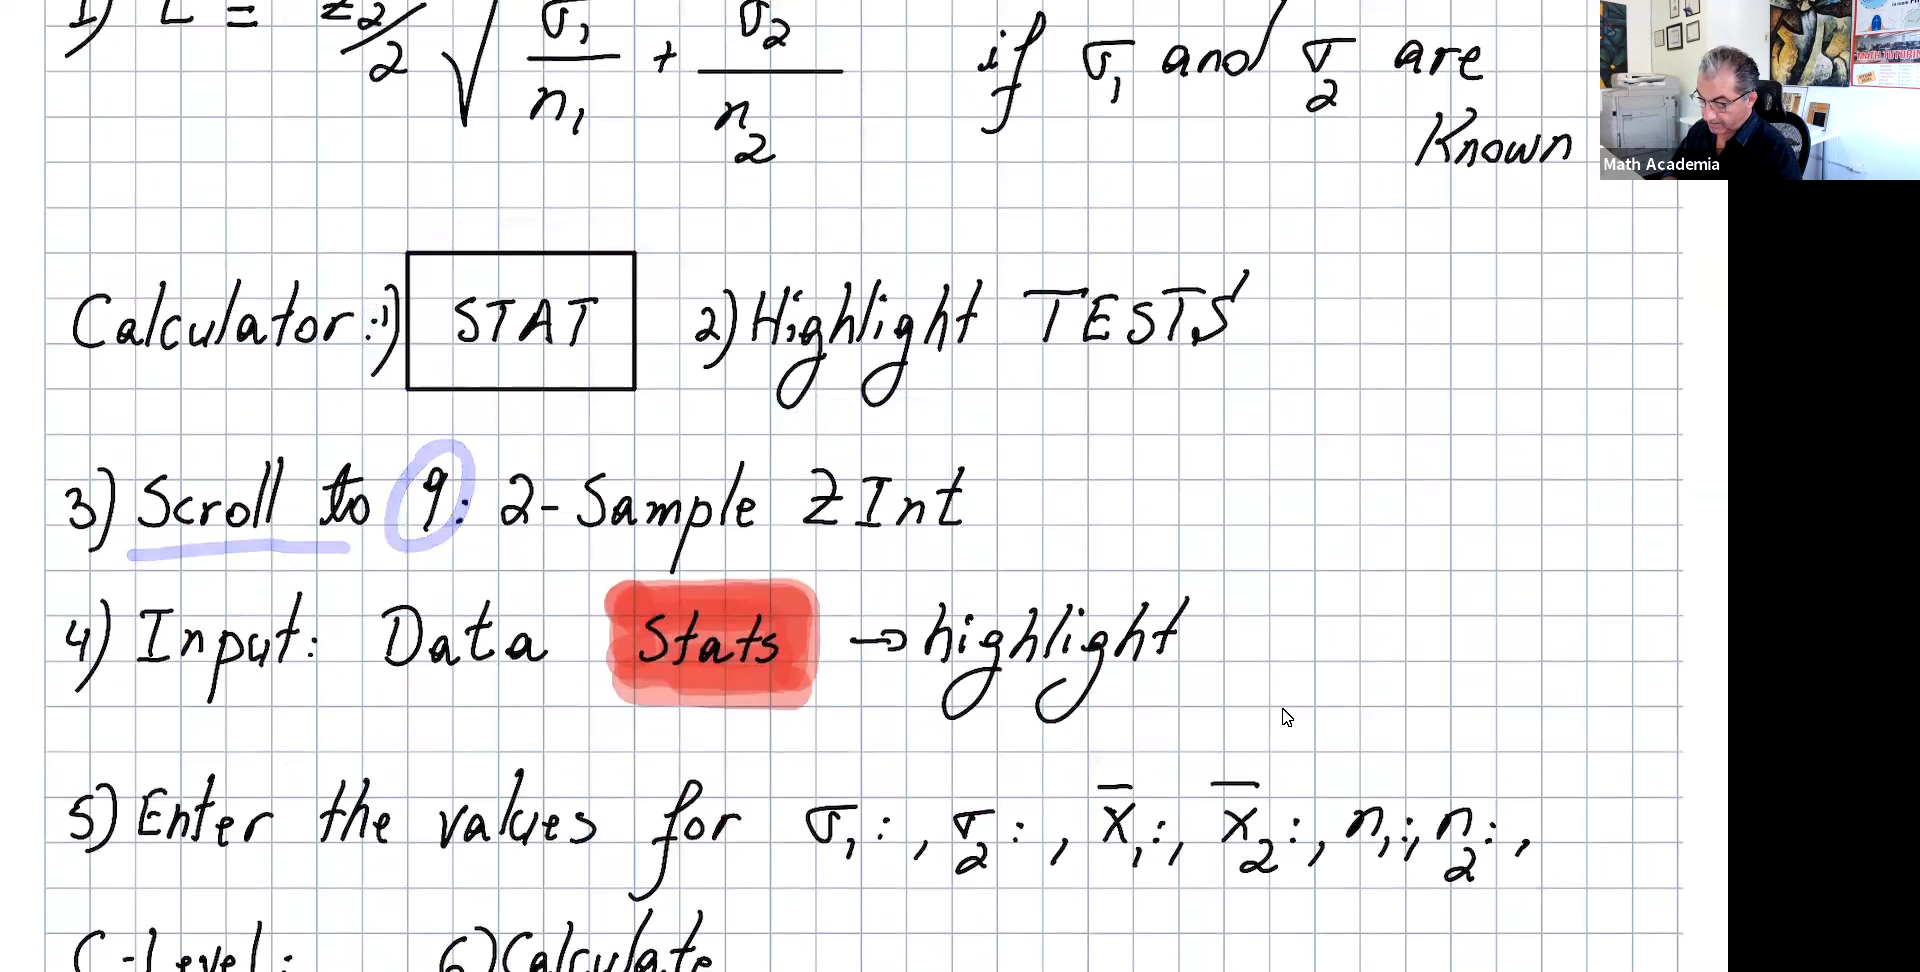 1) E = z2/2 √ σ1/n1 + σ2/n2 if σ1 and σ2 are
Known
Math Academia
Calculator: 1) STAT 2) Highlight TESTS
3) Scroll to 9: 2-Sample ZInt
4) Input: Data Stats → highlight
5) Enter the values for σ1: , σ2: , x̄1: , x̄2: , n1: , n2: ,
C-Level: 6) Calculate